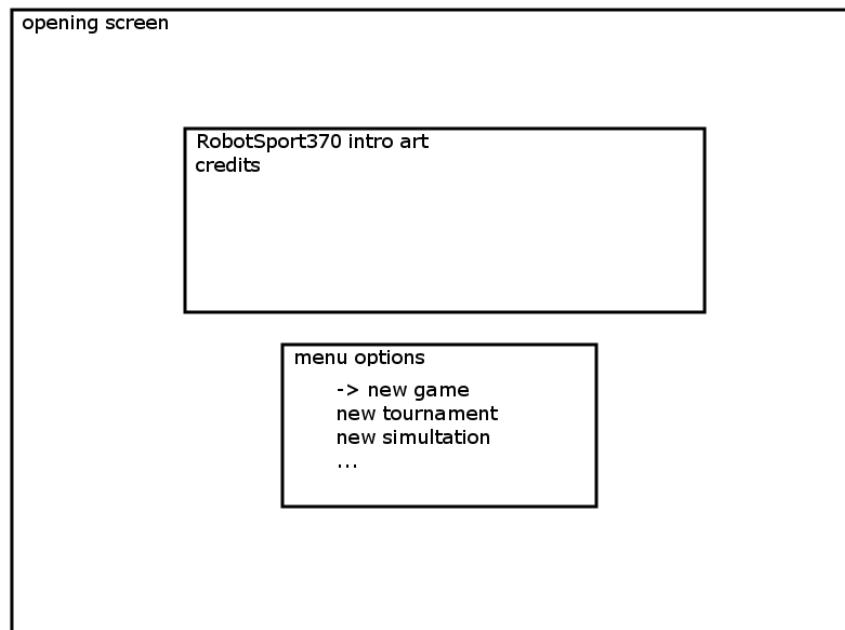 opening screen
RobotSport370 intro art
credits
menu options
-> new game
new tournament
new simultation
...